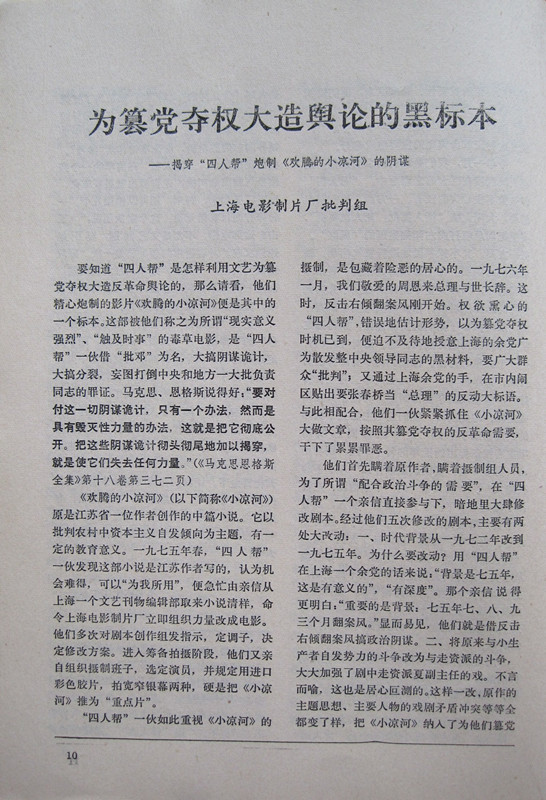 为篡党夺权大造舆论的黑标本
——揭穿“四人帮”炮制《欢腾的小凉河》的阴谋
上海电影制片厂批判组
要知道“四人帮”是怎样利用文艺为篡
党夺权大造反革命舆论的，那么请看，他们
精心炮制的影片《欢腾的小凉河》便是其中的
一个标本。这部被他们称之为所谓“现实意义
强烈”、“触及时事”的毒草电影，是“四人
帮”一伙借“批邓”为名，大搞阴谋诡计，
大搞分裂，妄图打倒中央和地方一大批负责
同志的罪证。马克思、恩格斯说得好：“要对
付这一切阴谋诡计，只有一个办法，然而是
具有毁灭性力量的办法，这就是把它彻底公
开。把这些阴谋诡计彻头彻尾地加以揭穿，
就是使它们失去任何力量。”（《马克思恩格斯
全集》第十八卷第三七二页）
《欢腾的小凉河》（以下简称《小凉河》）
原是江苏省一位作者创作的中篇小说。它以
批判农村中资本主义自发倾向为主题，有一
定的教育意义。一九七五年春，“四人帮”
一伙发现这部小说是江苏作者写的，认为机
会难得，可以“为我所用”，便急忙由亲信从
上海一个文艺刊物编辑部取来小说清样，命
令上海电影制片厂立即组织力量改成电影。
他们多次对剧本创作组发指示，定调子，决
定修改方案。进入筹备拍摄阶段，他们又亲
自组织摄制班子，选定演员，并规定用进口
彩色胶片，拍宽窄银幕两种，硬是把《小凉
河》推为“重点片”。
“四人帮”一伙如此重视《小凉河》的
摄制，是包藏着险恶的居心的。一九七六年
一月，我们敬爱的周恩来总理与世长辞。这
时，反击右倾翻案风刚开始。权欲熏心的
“四人帮”，错误地估计形势，以为篡党夺权
时机已到，便迫不及待地授意上海的余党广
为散发整中央领导同志的黑材料，要广大群
众“批判”；又通过上海余党的手，在市内闹
区贴出要张春桥当“总理”的反动大标语。
与此相配合，他们一伙紧紧抓住《小凉河》
大做文章，按照其篡党夺权的反革命需要，
干下了累累罪恶。
他们首先瞒着原作者，瞒着摄制组人员，
为了所谓“配合政治斗争的需要”，在“四
人帮”一个亲信直接参与下，暗地里大肆修
改剧本。经过他们五次修改的剧本，主要有两
处大改动：一、时代背景从一九七二年改到
一九七五年。为什么要改动？用“四人帮”
在上海一个余党的话来说：“背景是七五年，
这是有意义的”，“有深度”。那个亲信说得
更明白：“重要的是背景：七五年七、八、九
三个月翻案风。”显而易见，他们就是借反击
右倾翻案风搞政治阴谋。二、将原来与小生
产者自发势力的斗争改为与走资派的斗争，
大大加强了剧中走资派夏副主任的戏。不言
而喻，这也是居心叵测的。这样一改，原作的
主题思想、主要人物的戏剧矛盾冲突等等全
都变了样，把《小凉河》纳入了为他们篡党
10